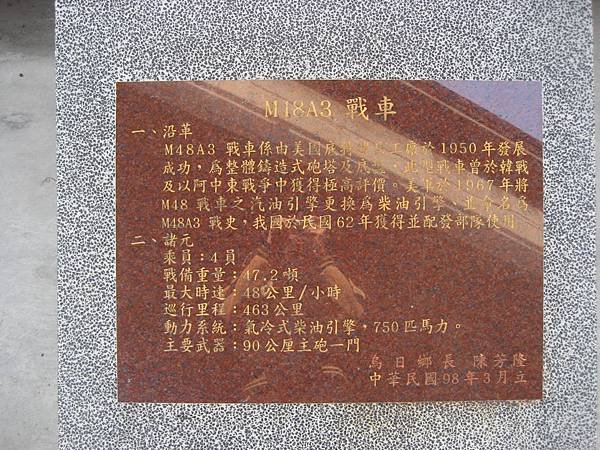 M48A3 戰車
一、沿革
M48A3 戰車係由美國底特律 工廠於1950年發展
成功，為整體鑄造式砲塔及底 ，此型戰車曾於韓戰
及以阿中東戰爭中獲得極高評價。美軍於1967年將
M48 戰車之汽油引擎更換為柴油引擎，並命名為
M48A3 戰史，我國於民國62年獲得並配發部隊使用
二、諸元
乘員：4員
戰備重量：47.2噸
最大時速：48公里/小時
巡行里程：463公里
動力系統：氣冷式柴油引擎，750匹馬力。
主要武器：90公厘主砲一門
烏日鄉長 陳芳隆
中華民國98年3月立